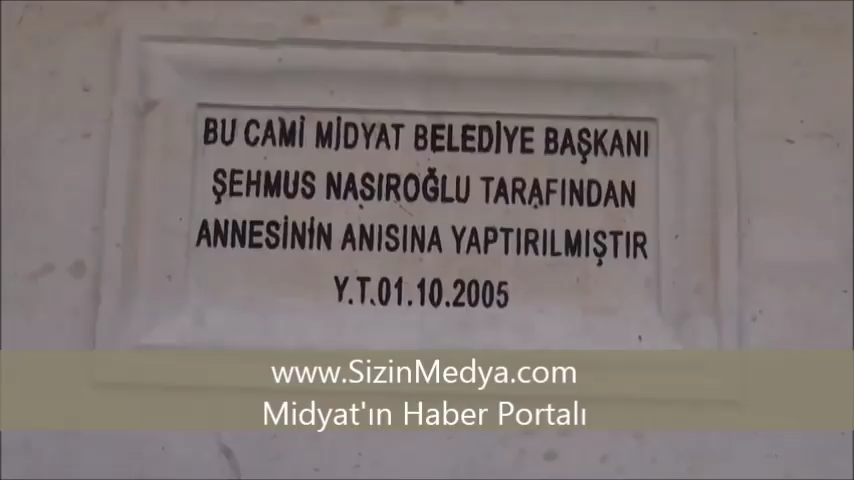 BU CAMİ MİDYAT BELEDİYE BAŞKANI
ŞEHMUS NASIROĞLU TARAFINDAN
ANNESİNİN ANISINA YAPTIRILMIŞTIR
Y.T.01.10.2005
www.SizinMedya.com
Midyat'ın Haber Portalı